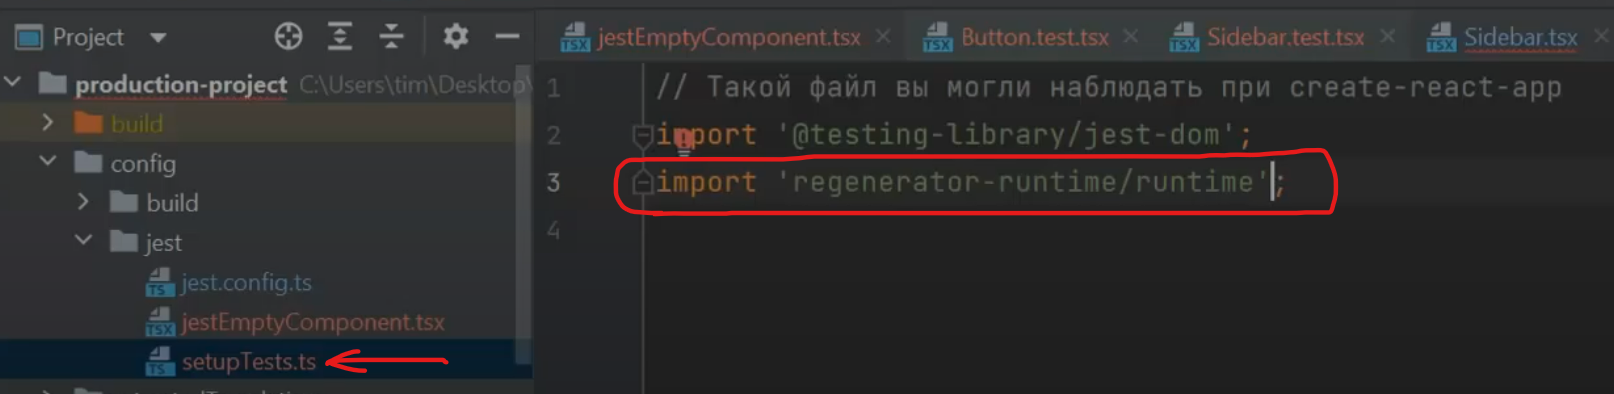 Project
jestEmptyComponent.tsx
Button.test.tsx
Sidebar.test.tsx
Sidebar.tsx
production-project C:\Users\tim\Desktop\
build
config
build
jest
jest.config.ts
jestEmptyComponent.tsx
setupTests.ts
1 // Такой файл вы могли наблюдать при create-react-app
2 import '@testing-library/jest-dom';
3 import 'regenerator-runtime/runtime';
4